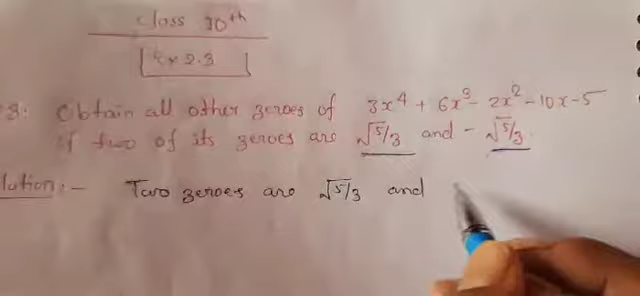 Class 10th
Ex 2.3
3: Obtain all other zeroes of 3x⁴ + 6x³ - 2x² - 10x - 5
if two of its zeroes are √5/3 and - √5/3.
lution:- Two zeroes are √5/3 and